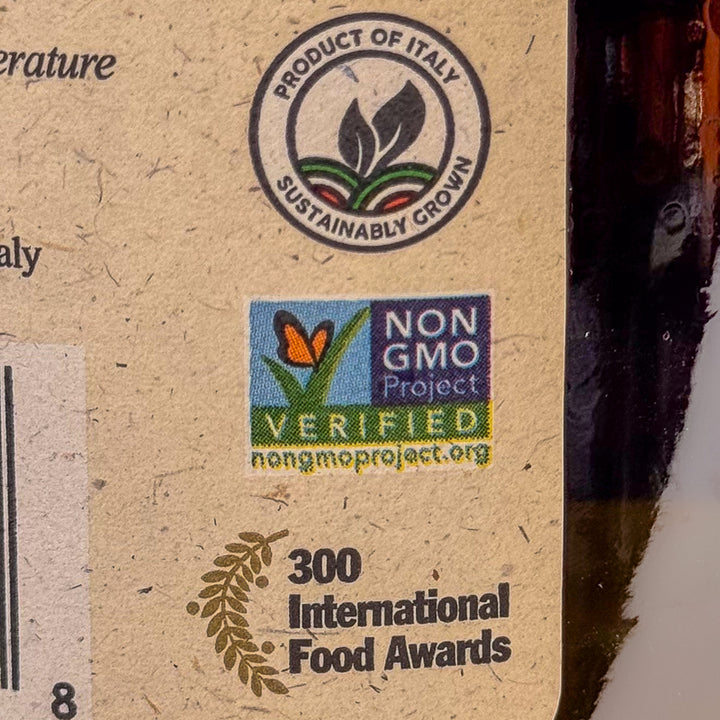 erature
PRODUCT OF ITALY
SUSTAINABLY GROWN
aly
NON
GMO
Project
VERIFIED
nongmoproject.org
300
International
Food Awards
8